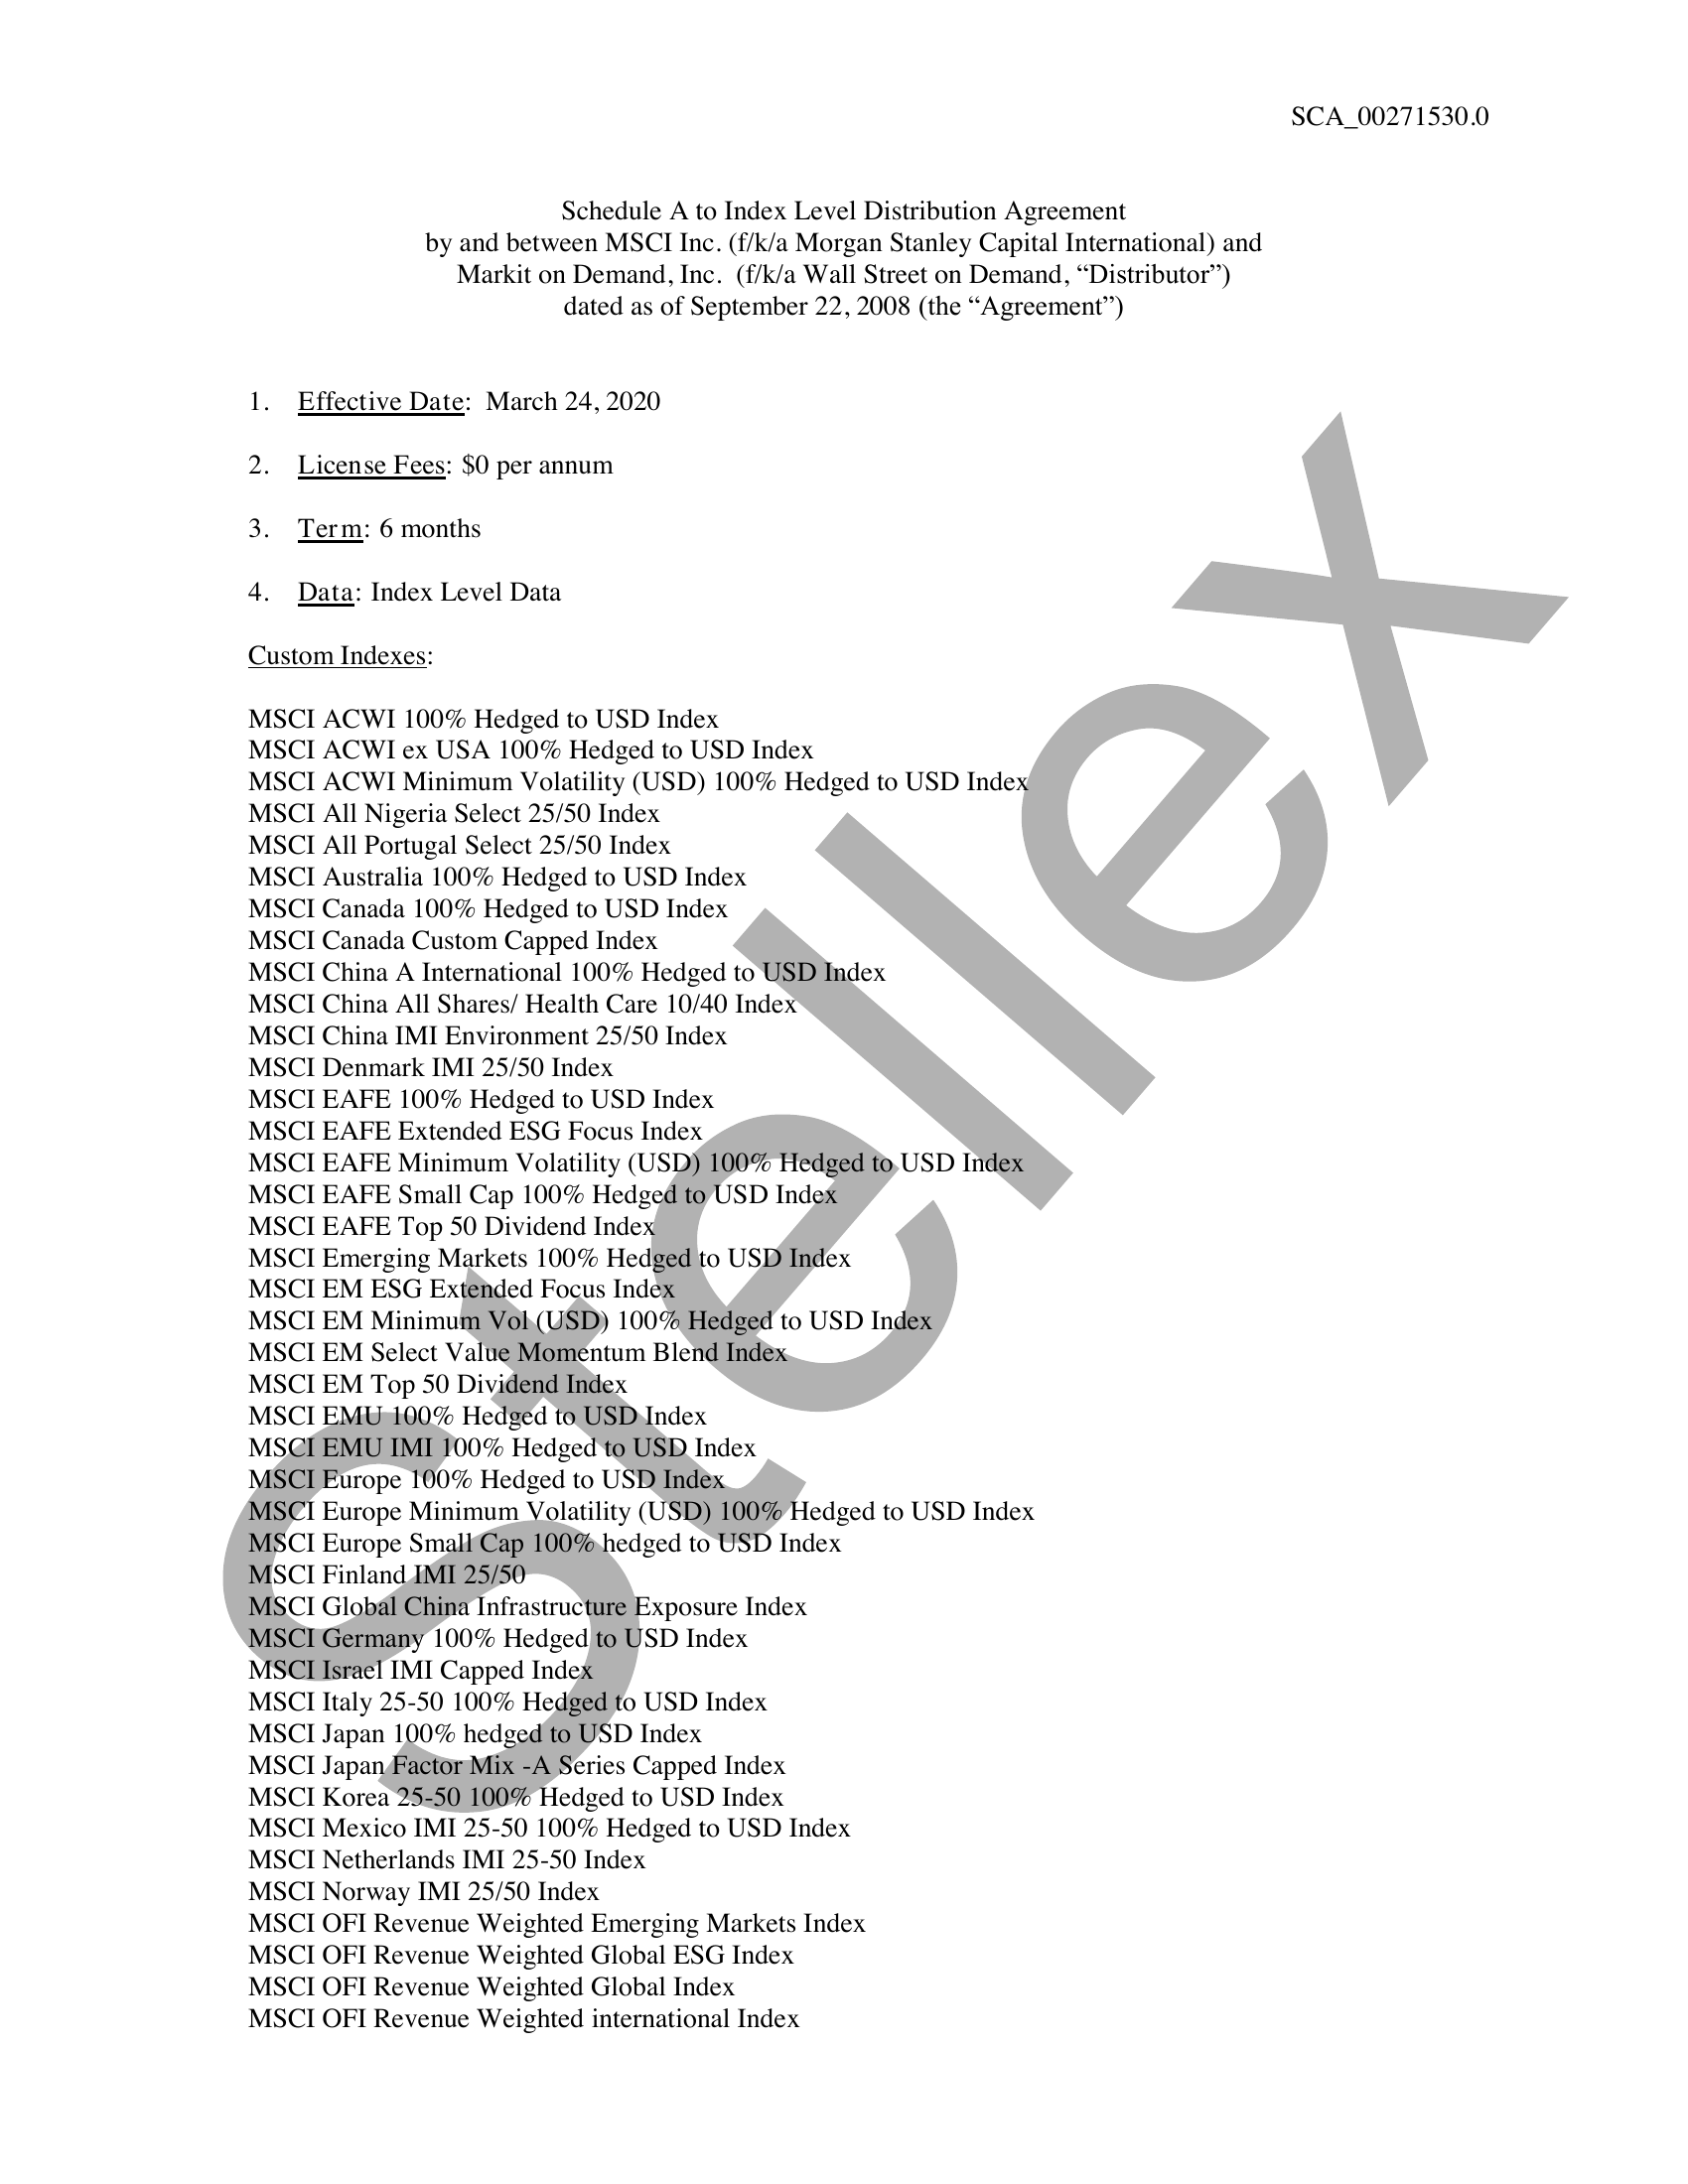 SCA_00271530.0
Schedule A to Index Level Distribution Agreement
by and between MSCI Inc. (f/k/a Morgan Stanley Capital International) and
Markit on Demand, Inc. (f/k/a Wall Street on Demand, “Distributor”)
dated as of September 22, 2008 (the “Agreement”)
1. Effective Date: March 24, 2020
2. License Fees: $0 per annum
3. Term: 6 months
4. Data: Index Level Data
Custom Indexes:
MSCI ACWI 100% Hedged to USD Index
MSCI ACWI ex USA 100% Hedged to USD Index
MSCI ACWI Minimum Volatility (USD) 100% Hedged to USD Index
MSCI All Nigeria Select 25/50 Index
MSCI All Portugal Select 25/50 Index
MSCI Australia 100% Hedged to USD Index
MSCI Canada 100% Hedged to USD Index
MSCI Canada Custom Capped Index
MSCI China A International 100% Hedged to USD Index
MSCI China All Shares/ Health Care 10/40 Index
MSCI China IMI Environment 25/50 Index
MSCI Denmark IMI 25/50 Index
MSCI EAFE 100% Hedged to USD Index
MSCI EAFE Extended ESG Focus Index
MSCI EAFE Minimum Volatility (USD) 100% Hedged to USD Index
MSCI EAFE Small Cap 100% Hedged to USD Index
MSCI EAFE Top 50 Dividend Index
MSCI Emerging Markets 100% Hedged to USD Index
MSCI EM ESG Extended Focus Index
MSCI EM Minimum Vol (USD) 100% Hedged to USD Index
MSCI EM Select Value Momentum Blend Index
MSCI EM Top 50 Dividend Index
MSCI EMU 100% Hedged to USD Index
MSCI EMU IMI 100% Hedged to USD Index
MSCI Europe 100% Hedged to USD Index
MSCI Europe Minimum Volatility (USD) 100% Hedged to USD Index
MSCI Europe Small Cap 100% hedged to USD Index
MSCI Finland IMI 25/50
MSCI Global China Infrastructure Exposure Index
MSCI Germany 100% Hedged to USD Index
MSCI Israel IMI Capped Index
MSCI Italy 25-50 100% Hedged to USD Index
MSCI Japan 100% hedged to USD Index
MSCI Japan Factor Mix -A Series Capped Index
MSCI Korea 25-50 100% Hedged to USD Index
MSCI Mexico IMI 25-50 100% Hedged to USD Index
MSCI Netherlands IMI 25-50 Index
MSCI Norway IMI 25/50 Index
MSCI OFI Revenue Weighted Emerging Markets Index
MSCI OFI Revenue Weighted Global ESG Index
MSCI OFI Revenue Weighted Global Index
MSCI OFI Revenue Weighted international Index
Stellex